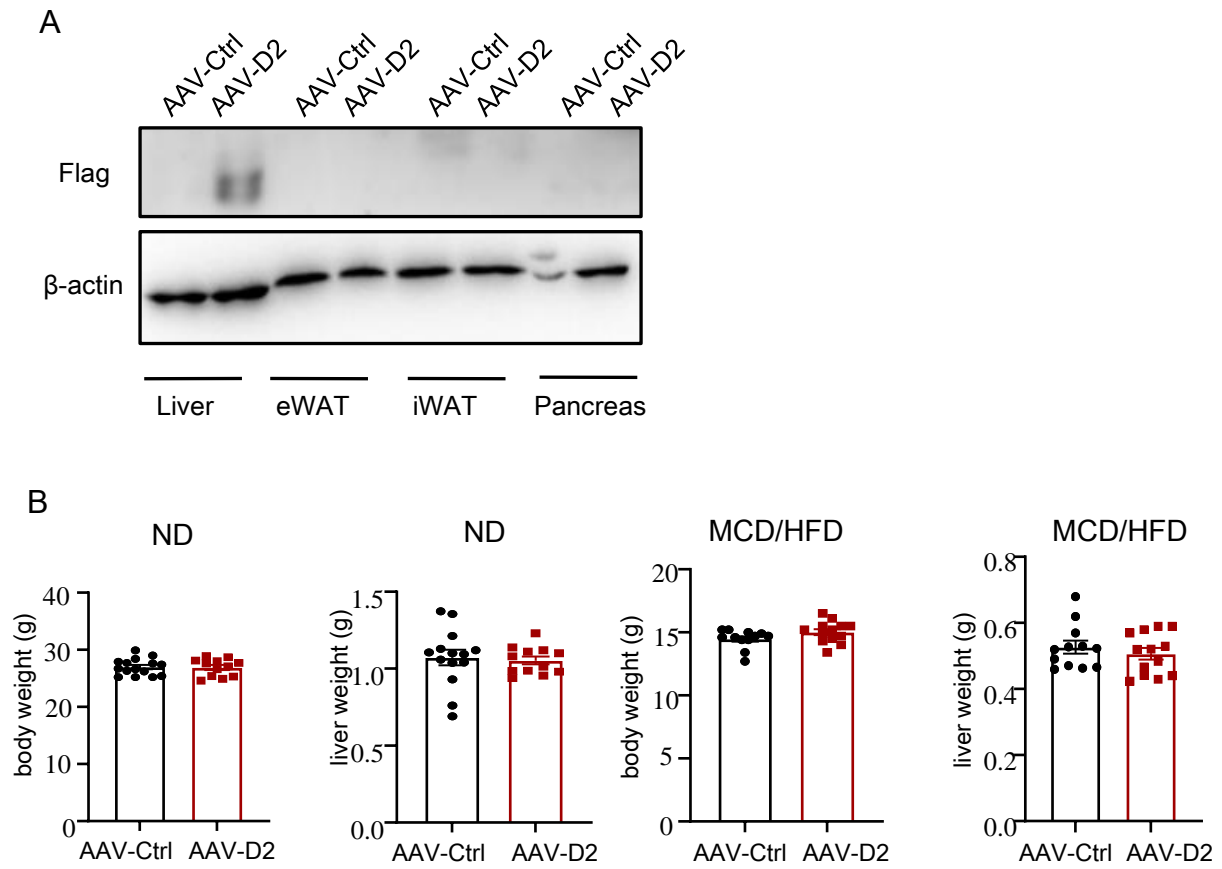 A
AAV-Ctrl AAV-D2 AAV-Ctrl AAV-D2 AAV-Ctrl AAV-D2 AAV-Ctrl AAV-D2
Flag
β-actin
Liver eWAT iWAT Pancreas
B
ND
body weight (g)
40
30
20
10
0
AAV-Ctrl AAV-D2
ND
liver weight (g)
1.5
1.0
0.5
0.0
AAV-Ctrl AAV-D2
MCD/HFD
body weight (g)
20
15
10
5
0
AAV-Ctrl AAV-D2
MCD/HFD
liver weight (g)
0.8
0.6
0.4
0.2
0.0
AAV-Ctrl AAV-D2